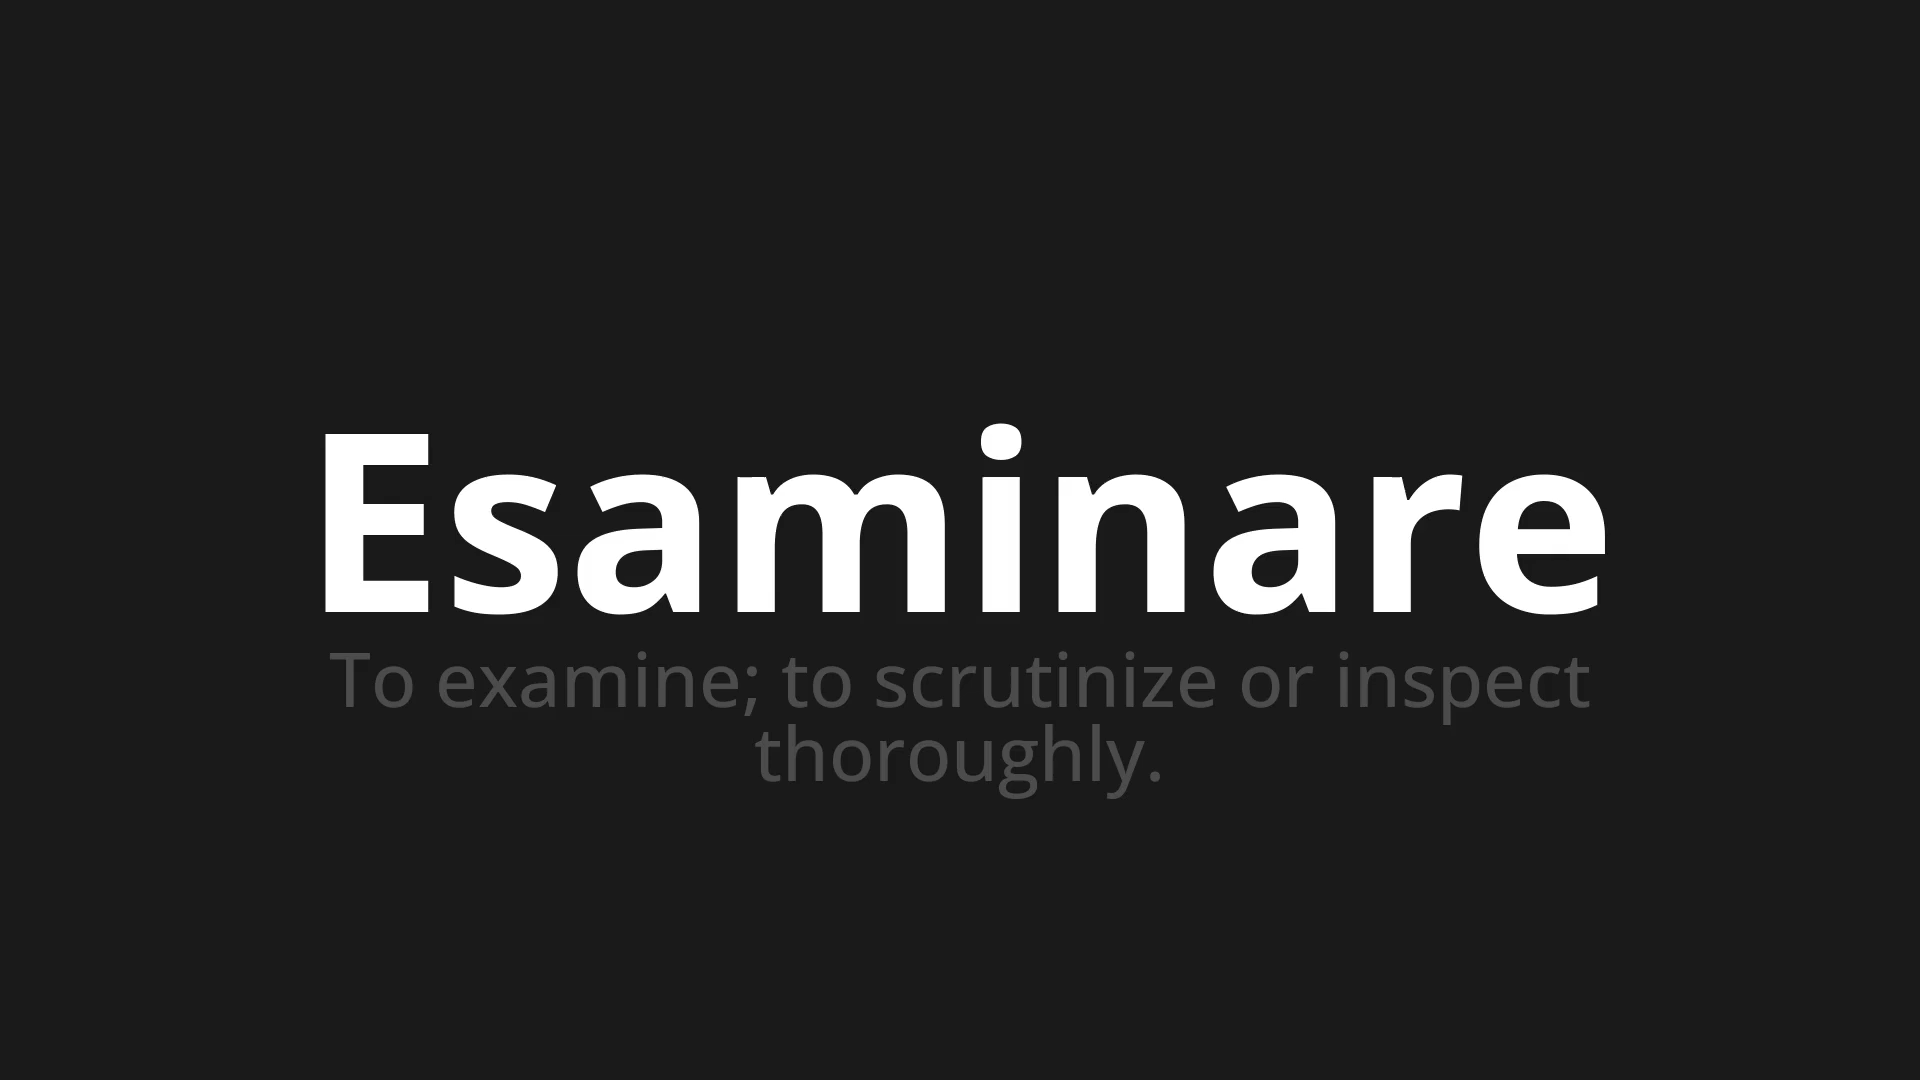 Esaminare
To examine; to scrutinize or inspect
thoroughly.